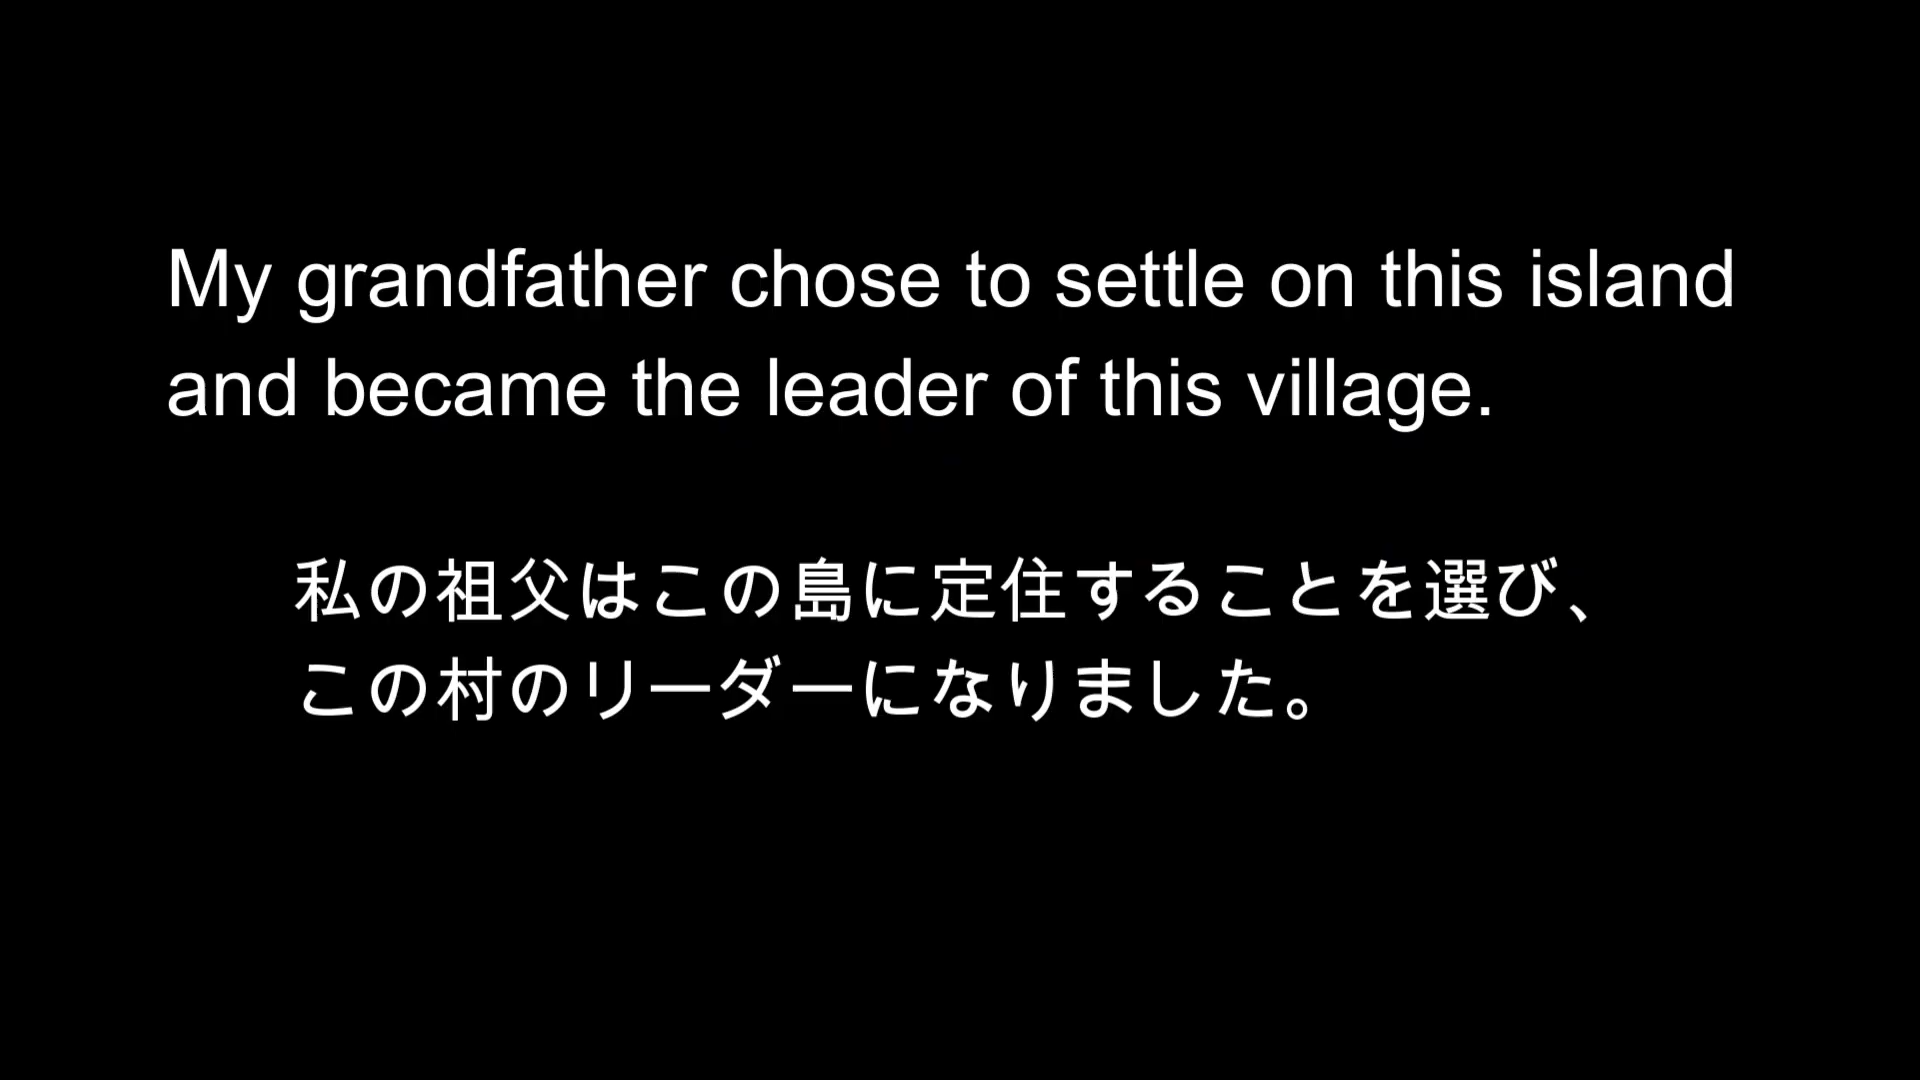 My grandfather chose to settle on this island
and became the leader of this village.
私の祖父はこの島に定住することを選び、
この村のリーダーになりました。